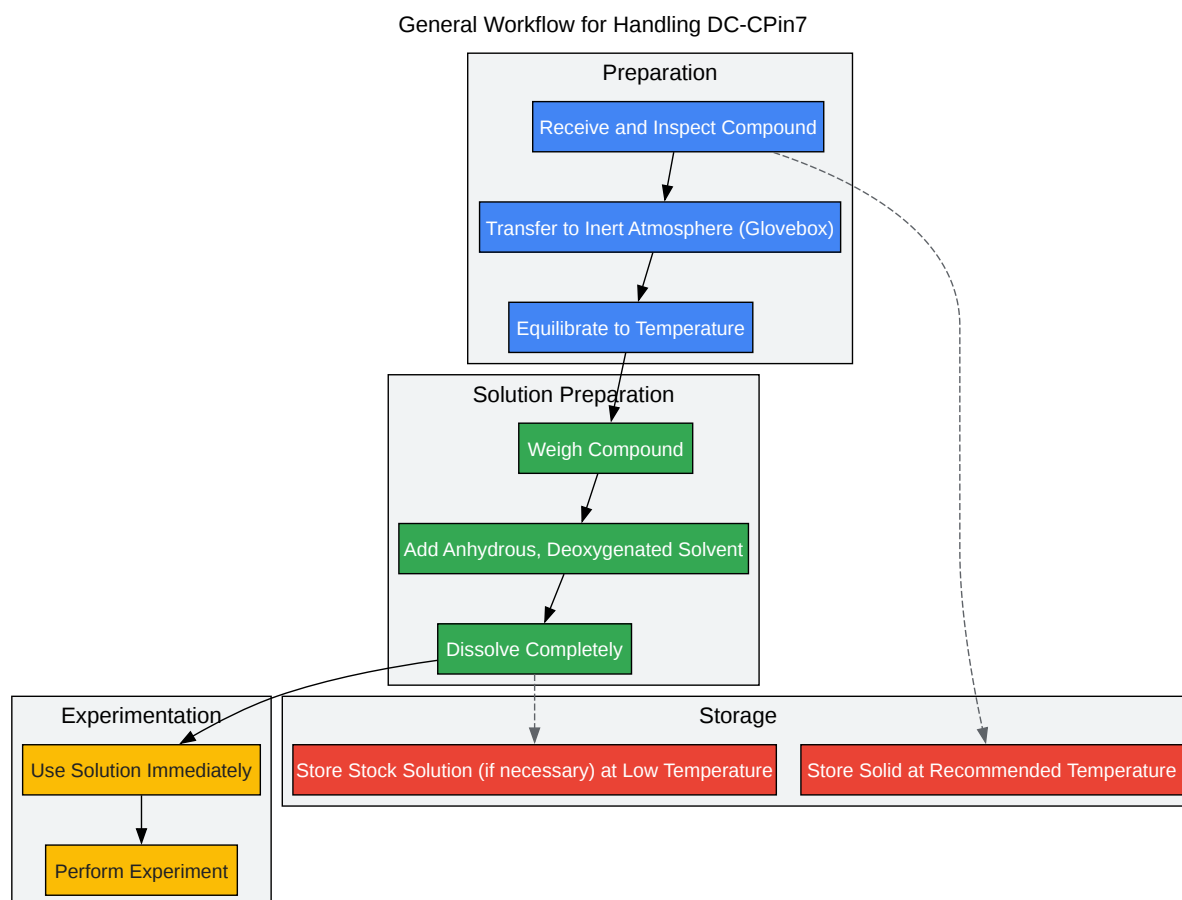 General Workflow for Handling DC-CPin7
Preparation
Receive and Inspect Compound
Transfer to Inert Atmosphere (Glovebox)
Equilibrate to Temperature
Solution Preparation
Weigh Compound
Add Anhydrous, Deoxygenated Solvent
Dissolve Completely
Experimentation
Use Solution Immediately
Perform Experiment
Storage
Store Stock Solution (if necessary) at Low Temperature
Store Solid at Recommended Temperature